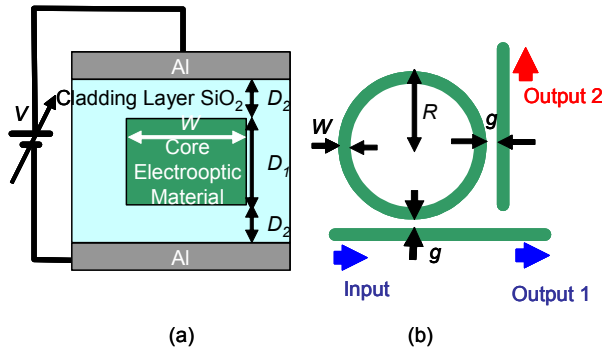 Al
V
Cladding Layer SiO₂
D₂
W
Core
Electrooptic
Material
D₁
D₂
Al
(a)
Output 2
R
g
W
g
Input
Output 1
(b)